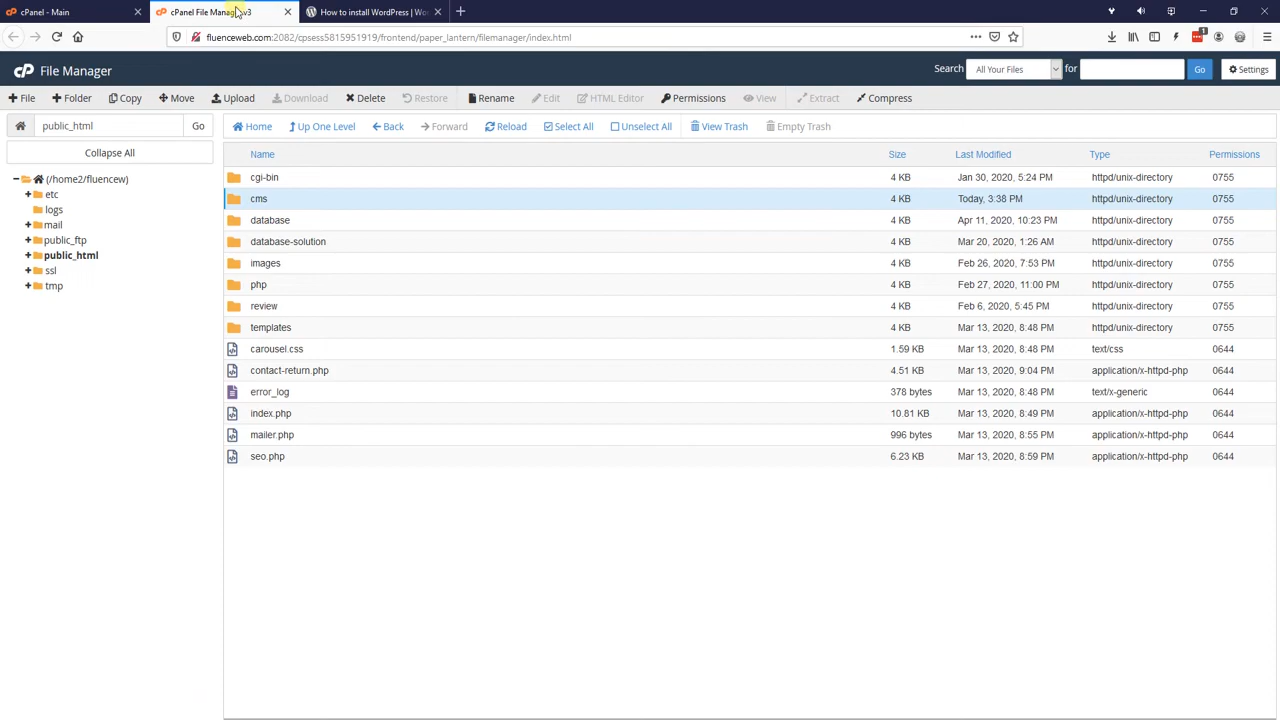 cPanel - Main
cPanel File Manager v3
How to install WordPress | Wo
fluenceweb.com:2082/cpsess5815951919/frontend/paper_lantern/filemanager/index.html
1
cP File Manager
Search All Your Files for Go Settings
File Folder Copy Move Upload Download Delete Restore Rename Edit HTML Editor Permissions View Extract Compress
public_html Go
Home Up One Level Back Forward Reload Select All Unselect All View Trash Empty Trash
Collapse All
Name Size Last Modified Type Permissions
(/home2/fluencew)
etc
logs
mail
public_ftp
public_html
ssl
tmp
cgi-bin 4 KB Jan 30, 2020, 5:24 PM httpd/unix-directory 0755
cms 4 KB Today, 3:38 PM httpd/unix-directory 0755
database 4 KB Apr 11, 2020, 10:23 PM httpd/unix-directory 0755
database-solution 4 KB Mar 20, 2020, 1:26 AM httpd/unix-directory 0755
images 4 KB Feb 26, 2020, 7:53 PM httpd/unix-directory 0755
php 4 KB Feb 27, 2020, 11:00 PM httpd/unix-directory 0755
review 4 KB Feb 6, 2020, 5:45 PM httpd/unix-directory 0755
templates 4 KB Mar 13, 2020, 8:48 PM httpd/unix-directory 0755
carousel.css 1.59 KB Mar 13, 2020, 8:48 PM text/css 0644
contact-return.php 4.51 KB Mar 13, 2020, 9:04 PM application/x-httpd-php 0644
error_log 378 bytes Mar 13, 2020, 8:48 PM text/x-generic 0644
index.php 10.81 KB Mar 13, 2020, 8:49 PM application/x-httpd-php 0644
mailer.php 996 bytes Mar 13, 2020, 8:55 PM application/x-httpd-php 0644
seo.php 6.23 KB Mar 13, 2020, 8:59 PM application/x-httpd-php 0644